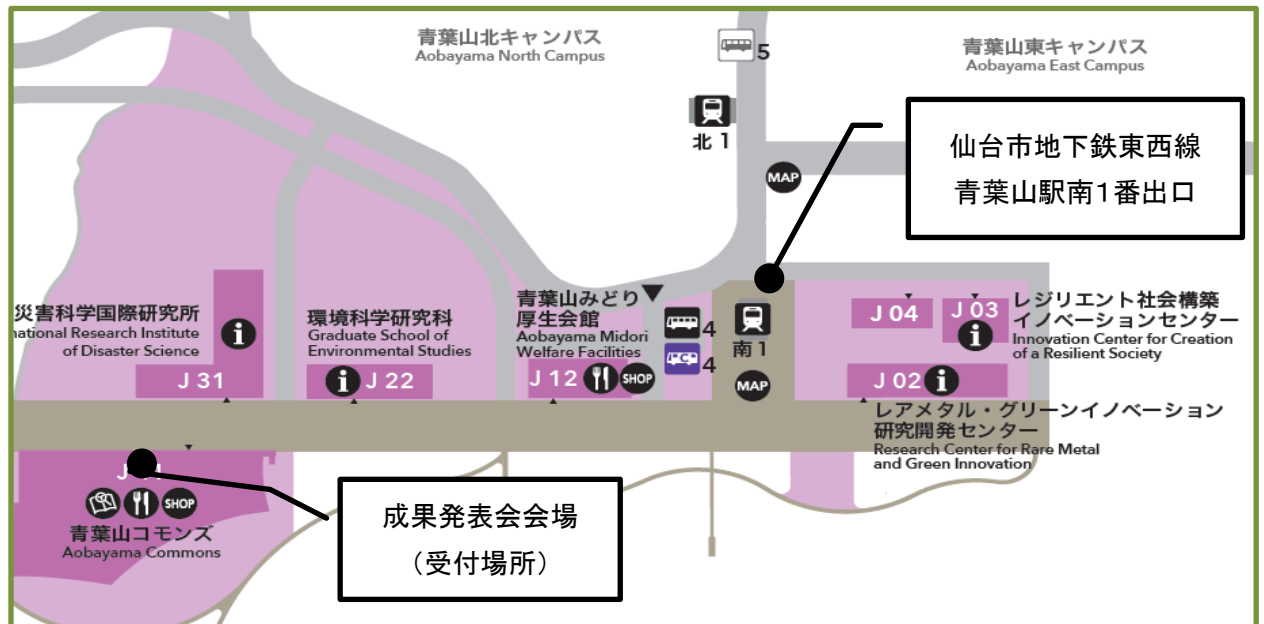 青葉山北キャンパス
Aobayama North Campus
5
青葉山東キャンパス
Aobayama East Campus
北1
MAP
仙台市地下鉄東西線
青葉山駅南1番出口
災害科学国際研究所
national Research Institute
of Disaster Science
J 31
環境科学研究科
Graduate School of
Environmental Studies
J 22
青葉山みどり
厚生会館
Aobayama Midori
Welfare Facilities
J 12
SHOP
4
4
南1
MAP
J 04
J 03
レジリエント社会構築
イノベーションセンター
Innovation Center for Creation
of a Resilient Society
J 02
レアメタル・グリーンイノベーション
研究開発センター
Research Center for Rare Metal
and Green Innovation
SHOP
青葉山コモンズ
Aobayama Commons
成果発表会会場
（受付場所）